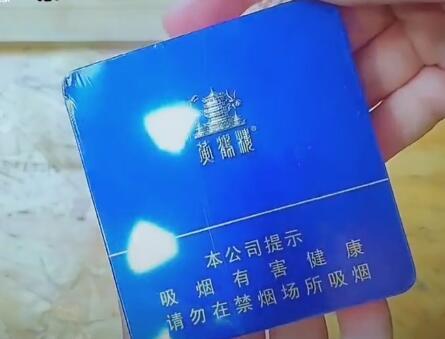 黄鹤楼®
本公司提示
吸烟有害健康
请勿在禁烟场所吸烟